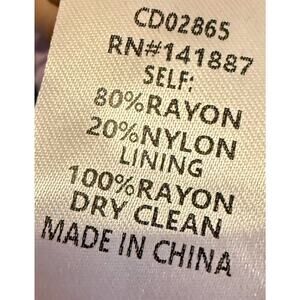 CD02865
RN#141887
SELF:
80%RAYON
20%NYLON
LINING
100%RAYON
DRY CLEAN
MADE IN CHINA